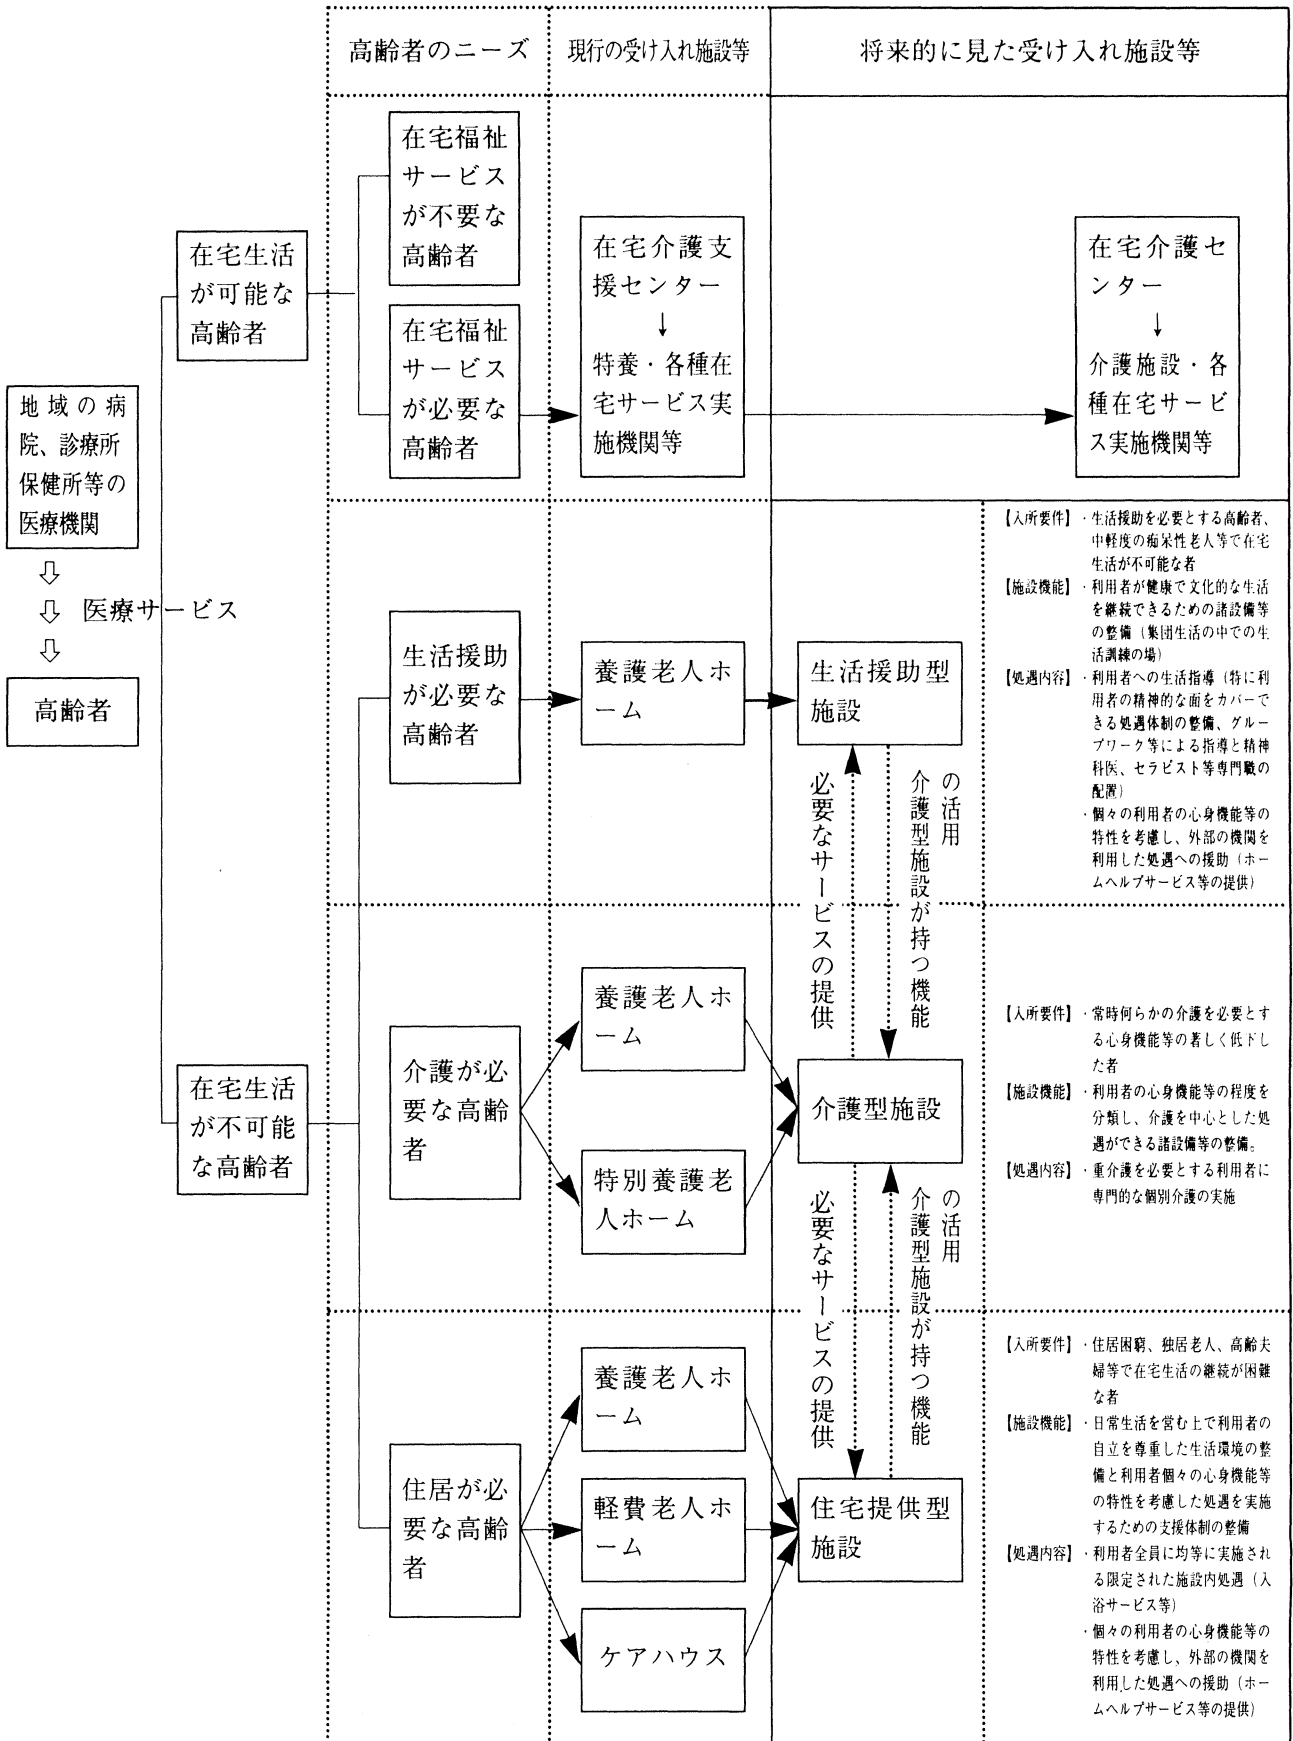 高齢者のニーズ
現行の受け入れ施設等
将来的に見た受け入れ施設等
地域の病
院、診療所
保健所等の
医療機関
⇩
⇩ 医療サービス
⇩
高齢者
在宅生活
が可能な
高齢者
在宅生活
が不可能
な高齢者
在宅福祉
サービス
が不要な
高齢者
在宅福祉
サービス
が必要な
高齢者
在宅介護支
援センター
↓
特養・各種在
宅サービス実
施機関等
在宅介護セ
ンター
↓
介護施設・各
種在宅サービ
ス実施機関等
生活援助
が必要な
高齢者
養護老人ホ
ーム
生活援助型
施設
【入所要件】・生活援助を必要とする高齢者、
中軽度の痴呆性老人等で在宅
生活が不可能な者
【施設機能】・利用者が健康で文化的な生活
を継続できるための諸設備等
の整備（集団生活の中での生
活訓練の場）
【処遇内容】・利用者への生活指導（特に利
用者の精神的な面をカバーで
きる処遇体制の整備、グルー
プワーク等による指導と精神
科医、セラピスト等専門職の
配置）
・個々の利用者の心身機能等の
特性を考慮し、外部の機関を
利用した処遇への援助（ホー
ムヘルプサービス等の提供）
必要なサービスの提供
介護型施設が持つ機能
の活用
介護が必
要な高齢
者
養護老人ホ
ーム
特別養護老
人ホーム
介護型施設
【入所要件】・常時何らかの介護を必要とす
る心身機能等の著しく低下し
た者
【施設機能】・利用者の心身機能等の程度を
分類し、介護を中心とした処
遇ができる諸設備等の整備。
【処遇内容】・重介護を必要とする利用者に
専門的な個別介護の実施
必要なサービスの提供
介護型施設が持つ機能
の活用
住居が必
要な高齢
者
養護老人ホ
ーム
軽費老人ホ
ーム
ケアハウス
住宅提供型
施設
【入所要件】・住居困窮、独居老人、高齢夫
婦等で在宅生活の継続が困難
な者
【施設機能】・日常生活を営む上で利用者の
自立を尊重した生活環境の整
備と利用者個々の心身機能等
の特性を考慮した処遇を実施
するための支援体制の整備
【処遇内容】・利用者全員に均等に実施され
る限定された施設内処遇（入
浴サービス等）
・個々の利用者の心身機能等の
特性を考慮し、外部の機関を
利用した処遇への援助（ホー
ムヘルプサービス等の提供）